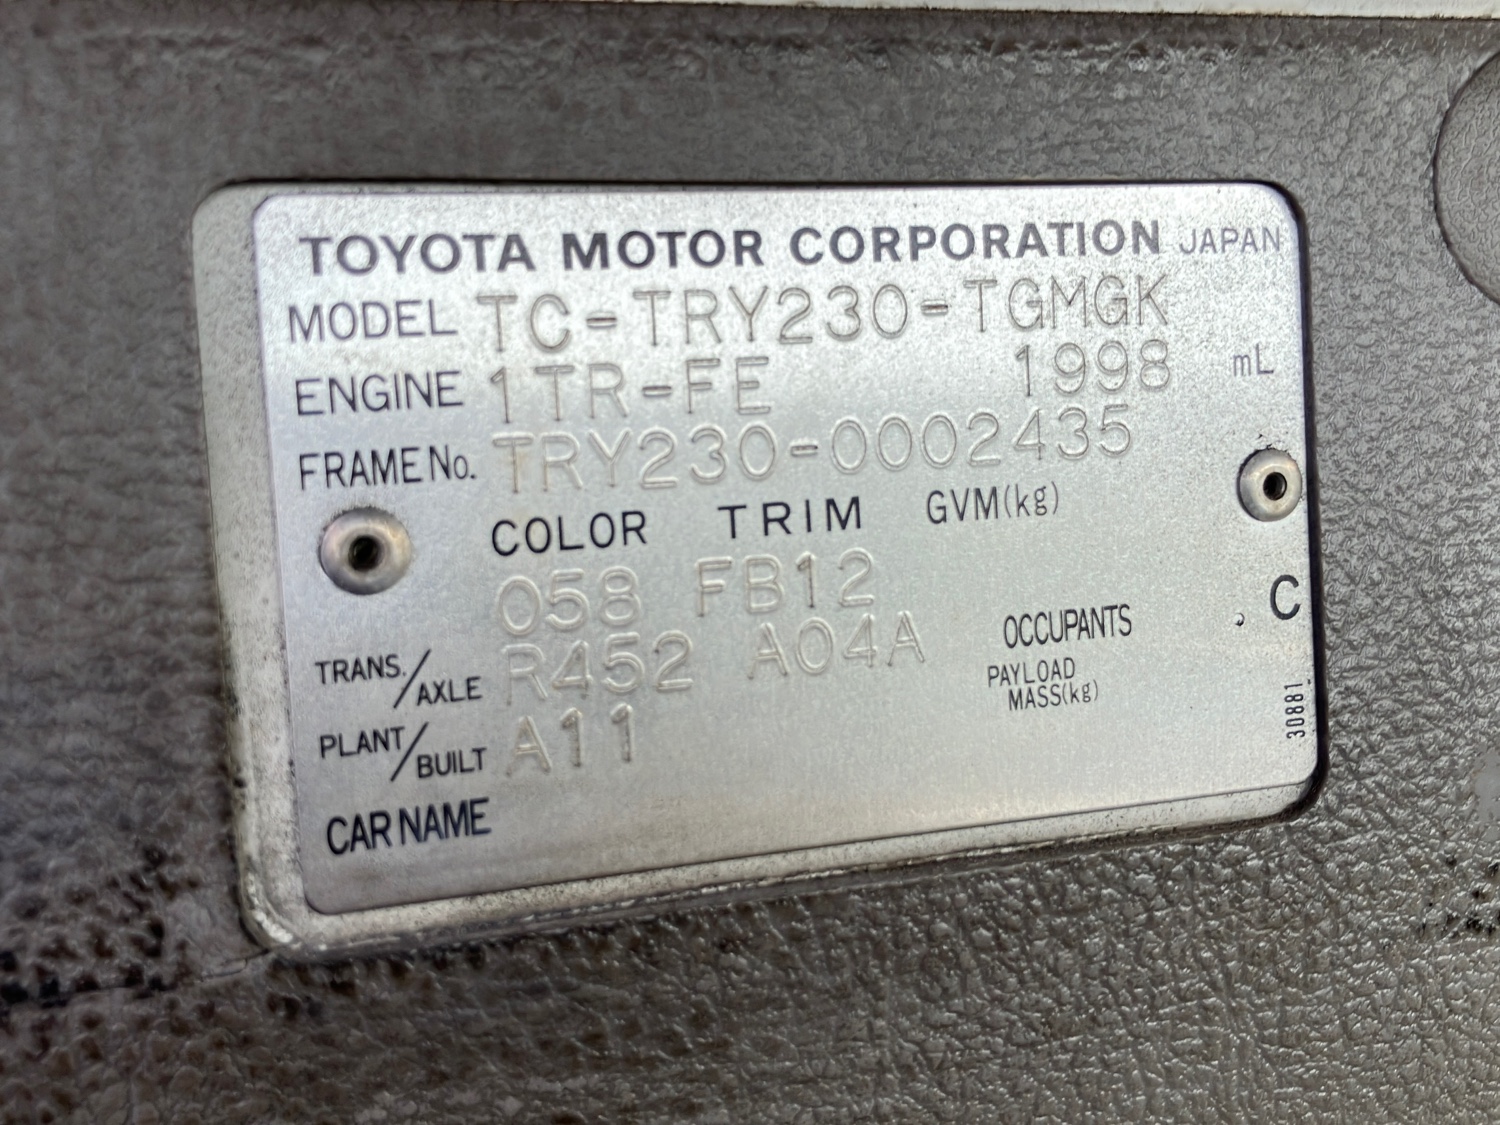 TOYOTA MOTOR CORPORATION JAPAN
MODEL TC-TRY230-TGMGK
ENGINE 1TR-FE 1998 mL
FRAME No. TRY230-0002435
COLOR TRIM GVM(kg)
058 FB12
C
TRANS./AXLE R452 A04A OCCUPANTS
PAYLOAD
MASS(kg)
PLANT/BUILT A11
30881
CAR NAME